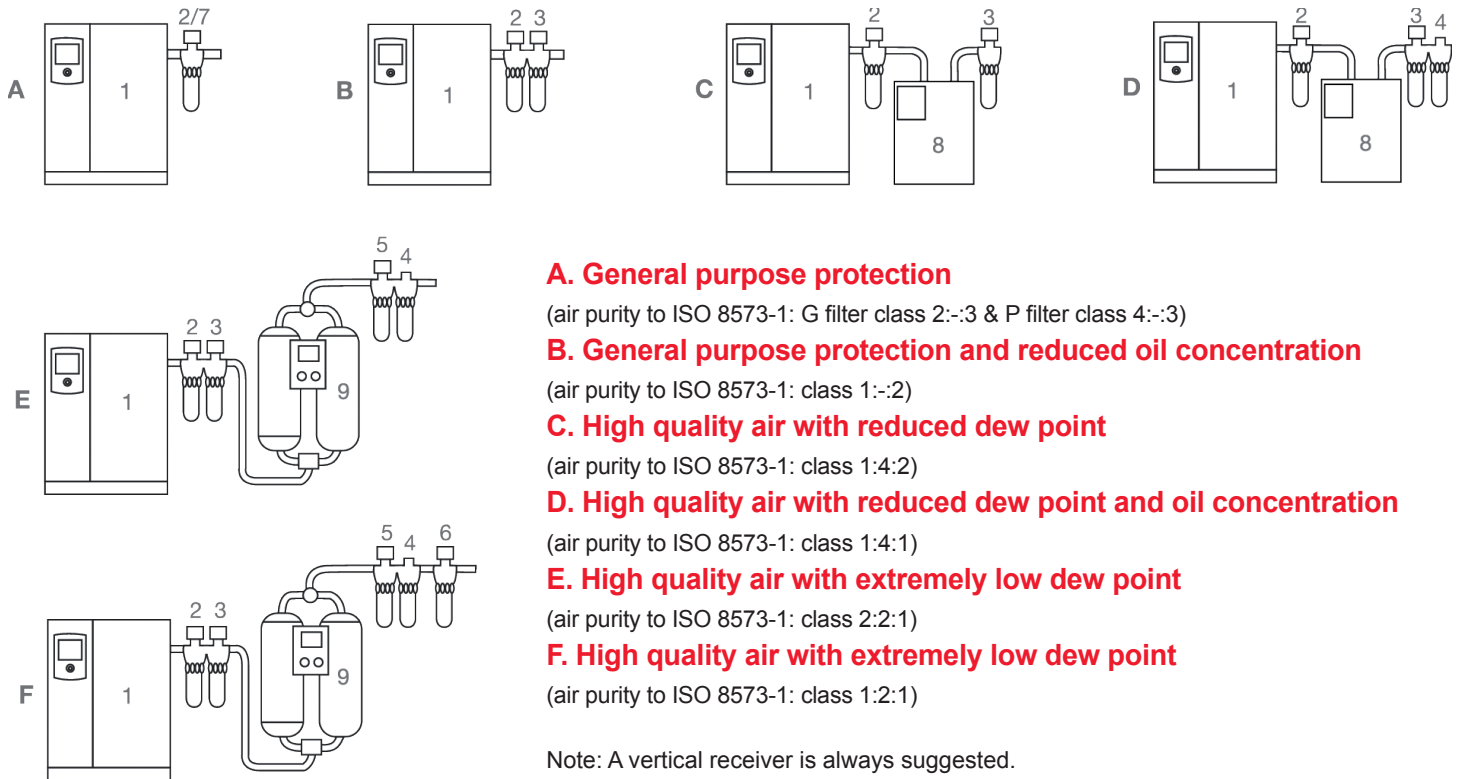 2/7
A
1
2 3
B
1
2
3
C
1
8
2
3 4
D
1
8
5
4
2 3
E
1
9
A. General purpose protection
(air purity to ISO 8573-1: G filter class 2:-:3 & P filter class 4:-:3)
B. General purpose protection and reduced oil concentration
(air purity to ISO 8573-1: class 1:-:2)
C. High quality air with reduced dew point
(air purity to ISO 8573-1: class 1:4:2)
D. High quality air with reduced dew point and oil concentration
(air purity to ISO 8573-1: class 1:4:1)
E. High quality air with extremely low dew point
(air purity to ISO 8573-1: class 2:2:1)
F. High quality air with extremely low dew point
(air purity to ISO 8573-1: class 1:2:1)
5 4 6
2 3
F
1
9
Note: A vertical receiver is always suggested.